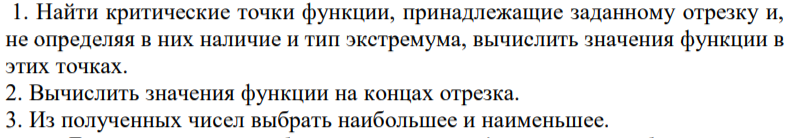 1. Найти критические точки функции, принадлежащие заданному отрезку и,
не определяя в них наличие и тип экстремума, вычислить значения функции в
этих точках.
2. Вычислить значения функции на концах отрезка.
3. Из полученных чисел выбрать наибольшее и наименьшее.